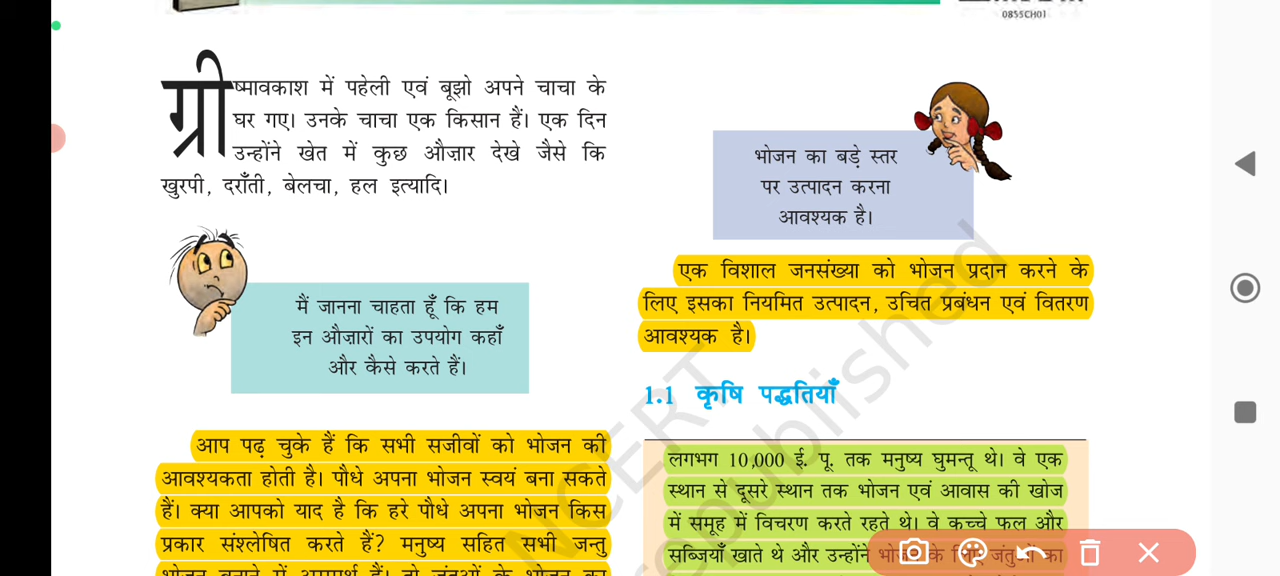 0855CH01
ग्रीष्मावकाश में पहेली एवं बूझो अपने चाचा के
घर गए। उनके चाचा एक किसान हैं। एक दिन
उन्होंने खेत में कुछ औज़ार देखे जैसे कि
खुरपी, दराँती, बेलचा, हल इत्यादि।
मैं जानना चाहता हूँ कि हम
इन औज़ारों का उपयोग कहाँ
और कैसे करते हैं।
आप पढ़ चुके हैं कि सभी सजीवों को भोजन की
आवश्यकता होती है। पौधे अपना भोजन स्वयं बना सकते
हैं। क्या आपको याद है कि हरे पौधे अपना भोजन किस
प्रकार संश्लेषित करते हैं? मनुष्य सहित सभी जन्तु
भोजन बनाने में असमर्थ हैं। तो जंतुओं के भोजन का
भोजन का बड़े स्तर
पर उत्पादन करना
आवश्यक है।
एक विशाल जनसंख्या को भोजन प्रदान करने के
लिए इसका नियमित उत्पादन, उचित प्रबंधन एवं वितरण
आवश्यक है।
1.1 कृषि पद्धतियाँ
लगभग 10,000 ई. पू. तक मनुष्य घुमन्तू थे। वे एक
स्थान से दूसरे स्थान तक भोजन एवं आवास की खोज
में समूह में विचरण करते रहते थे। वे कच्चे फल और
सब्जियाँ खाते थे और उन्होंने भोजन के लिए जंतुओं का
NCERT
republished